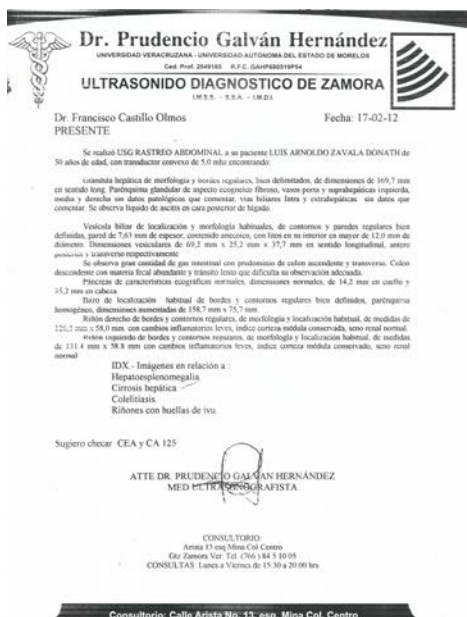 Dr. Prudencio Galván Hernández
UNIVERSIDAD VERACRUZANA - UNIVERSIDAD AUTONOMA DEL ESTADO DE MORELOS
Ced. Prof. 2549160 R.F.C. GAHP680519P54
ULTRASONIDO DIAGNOSTICO DE ZAMORA
I.M.S.S. - S.S.A. - I.M.D.I.
Dr. Francisco Castillo Olmos Fecha: 17-02-12
PRESENTE
Se realizó USG RASTREO ABDOMINAL a su paciente LUIS ARNOLDO ZAVALA DONATH de
50 años de edad, con transductor convexo de 5,0 mhz encontrando:
Glandula hepática de morfología y bordes regulares, bien delimitados, de dimensiones de 169,7 mm
en sentido long. Parénquima glandular de aspecto ecogenico fibroso, vasos porta y suprahepáticas izquierda,
media y derecha sin datos patológicos que comentar, vias biliares Intra y extrahepáticas sin datos que
comentar. Se observa liquido de ascitis en cara posterior de hígado.
Vesícula biliar de localización y morfología habituales, de contornos y paredes regulares bien
definidas, pared de 7,67 mm de espesor, contenido anecoico, con litos en su interior en mayor de 12,0 mm de
diámetro. Dimensiones vesiculares de 69,2 mm x 25,2 mm x 37,7 mm en sentido longitudinal, antero
posterior y transverso respectivamente
Se observa gran cantidad de gas intestinal con predominio de colon ascendente y transverso. Colon
descendente con materia fecal abundante y tránsito lento que dificulta su observación adecuada.
Páncreas de características ecográficas normales, dimensiones normales, de 14,2 mm en cuello y
35,2 mm en cabeza.
Bazo de localización habitual de bordes y contornos regulares bien definidos, parénquima
homogéneo, dimensiones aumentadas de 158,7 mm x 75,7 mm
Riñón derecho de bordes y contornos regulares, de morfología y localización habitual, de medidas de
mm x 58,0 mm con cambios inflamatorios leves, indice corteza módula conservada, seno renal normal.
Riñón izquierdo de bordes y contornos regulares, de morfología y localización habitual, de medidas
de 131.4 mm x 58.8 mm con cambios inflamatorios leves, índice corteza módula conservada, seno renal
normal
IDX.- Imágenes en relación a :
Hepatoesplenomegalia.
Cirrosis hepática
Colelitiasis.
Riñones con huellas de ivu.
Sugiero checar CEA y CA 125
ATTE DR. PRUDENCIO GALVAN HERNÁNDEZ
MED ULTRASONOGRAFISTA
CONSULTORIO
Arista 13 esq Mina Col Centro
Gtz Zamora Ver. Tel (766 ) 84 5 10 05
CONSULTAS Lunes a Viernes de 15:30 a 20:00 hrs
Consultorio: Calle Arista No. 13, esq. Mina Col. Centro